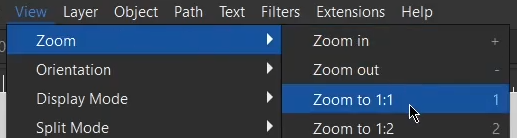 View Layer Object Path Text Filters Extensions Help
Zoom
Zoom in +
Orientation
Zoom out -
Display Mode
Zoom to 1:1 1
Split Mode
Zoom to 1:2 2